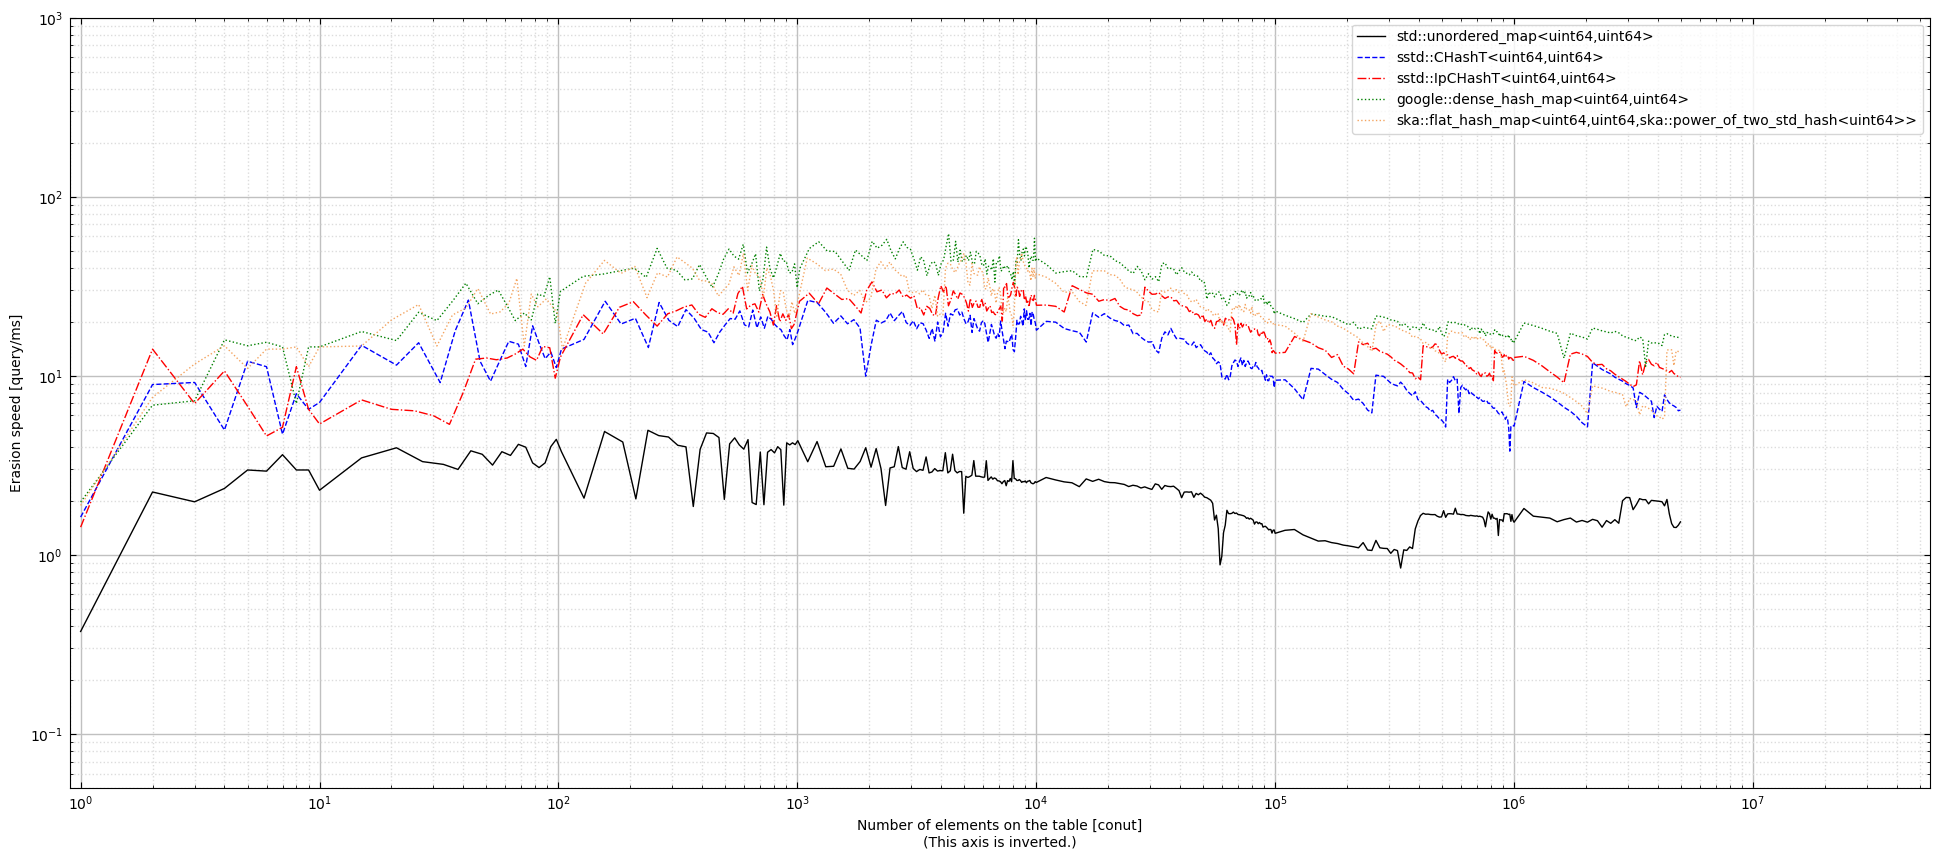 10³
10²
10¹
10⁰
10⁻¹
Erasion speed [query/ms]
std::unordered_map<uint64,uint64>
sstd::CHashT<uint64,uint64>
sstd::IpCHashT<uint64,uint64>
google::dense_hash_map<uint64,uint64>
ska::flat_hash_map<uint64,uint64,ska::power_of_two_std_hash<uint64>>
10⁰ 10¹ 10² 10³ 10⁴ 10⁵ 10⁶ 10⁷
Number of elements on the table [conut]
(This axis is inverted.)